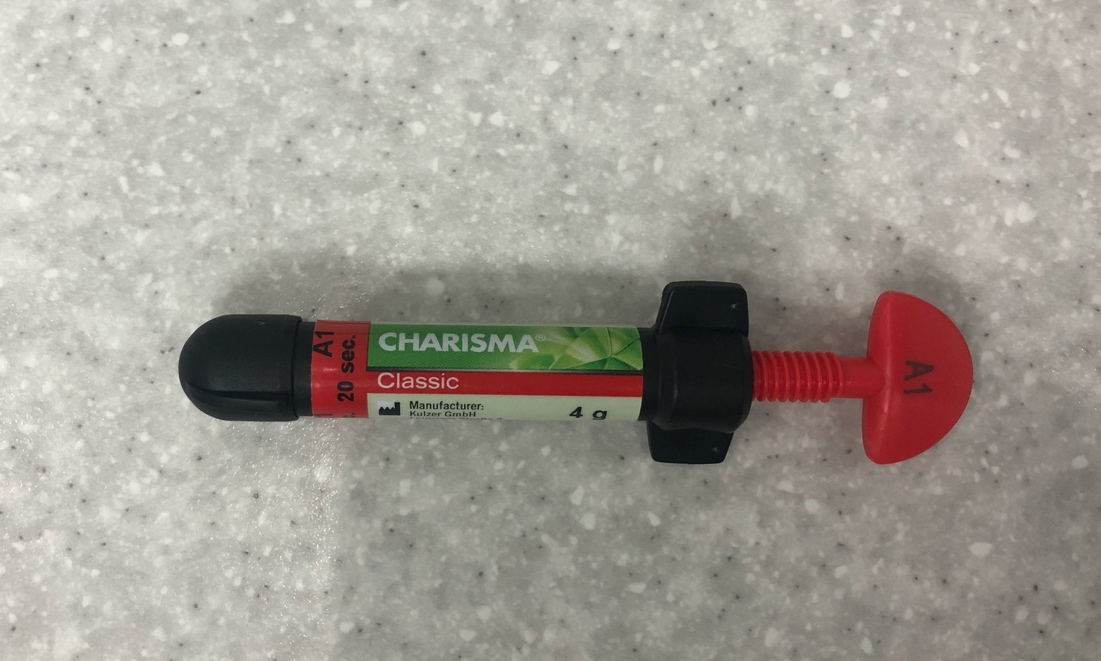 A1
20 sec.
CHARISMA®
Classic
Manufacturer:
Kulzer GmbH
4 g
A1